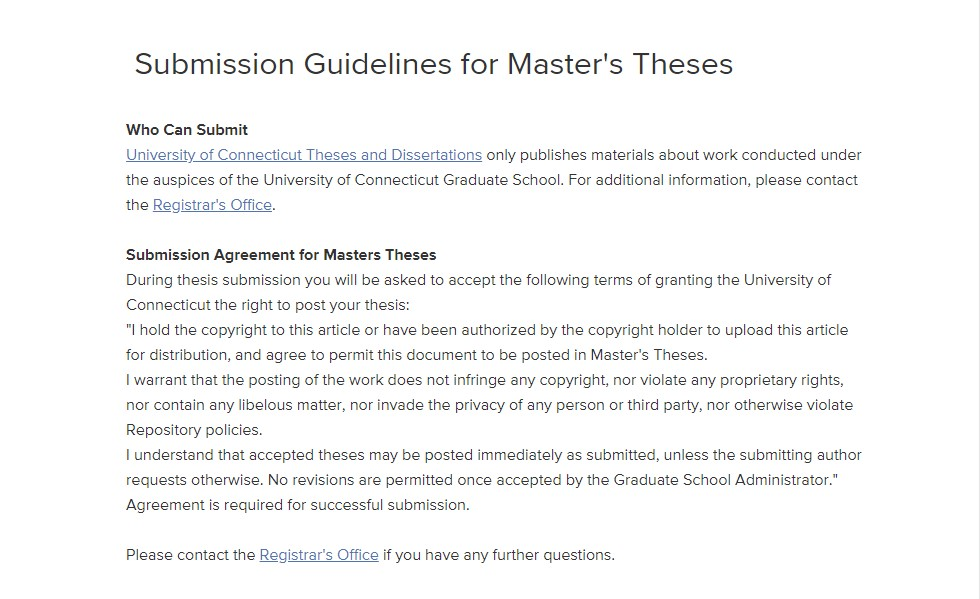 Submission Guidelines for Master's Theses
Who Can Submit
University of Connecticut Theses and Dissertations only publishes materials about work conducted under
the auspices of the University of Connecticut Graduate School. For additional information, please contact
the Registrar's Office.
Submission Agreement for Masters Theses
During thesis submission you will be asked to accept the following terms of granting the University of
Connecticut the right to post your thesis:
"I hold the copyright to this article or have been authorized by the copyright holder to upload this article
for distribution, and agree to permit this document to be posted in Master's Theses.
I warrant that the posting of the work does not infringe any copyright, nor violate any proprietary rights,
nor contain any libelous matter, nor invade the privacy of any person or third party, nor otherwise violate
Repository policies.
I understand that accepted theses may be posted immediately as submitted, unless the submitting author
requests otherwise. No revisions are permitted once accepted by the Graduate School Administrator."
Agreement is required for successful submission.
Please contact the Registrar's Office if you have any further questions.